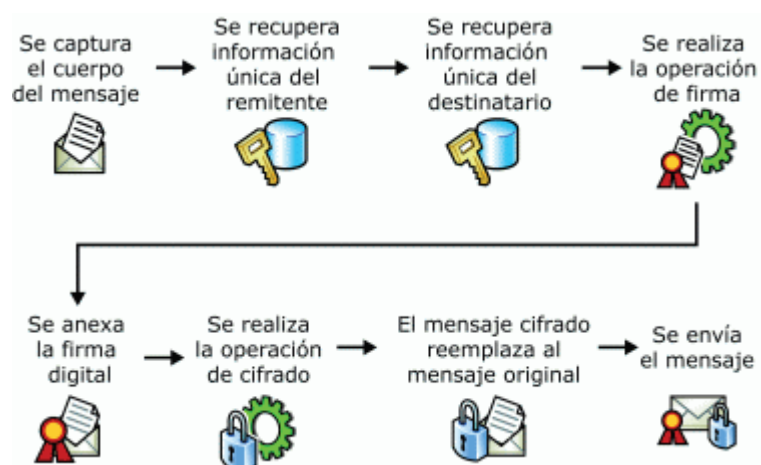 Se captura
el cuerpo
del mensaje
Se recupera
información
única del
remitente
Se recupera
información
única del
destinatario
Se realiza
la operación
de firma
Se anexa
la firma
digital
Se realiza
la operación
de cifrado
El mensaje cifrado
reemplaza al
mensaje original
Se envía
el mensaje